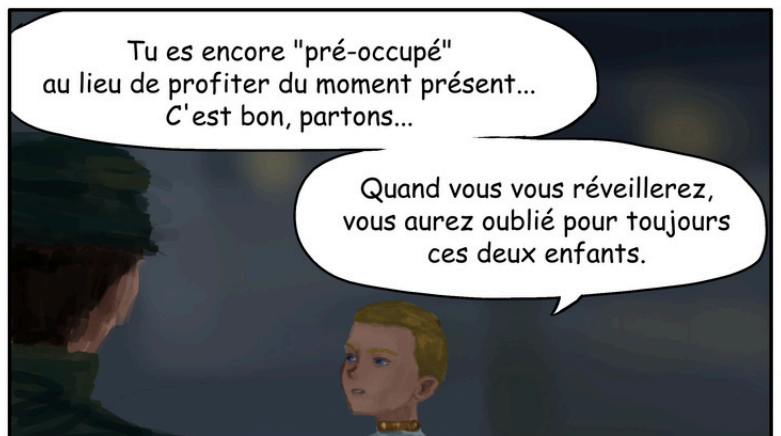 Tu es encore "pré-occupé"
au lieu de profiter du moment présent...
C'est bon, partons...
Quand vous vous réveillerez,
vous aurez oublié pour toujours
ces deux enfants.